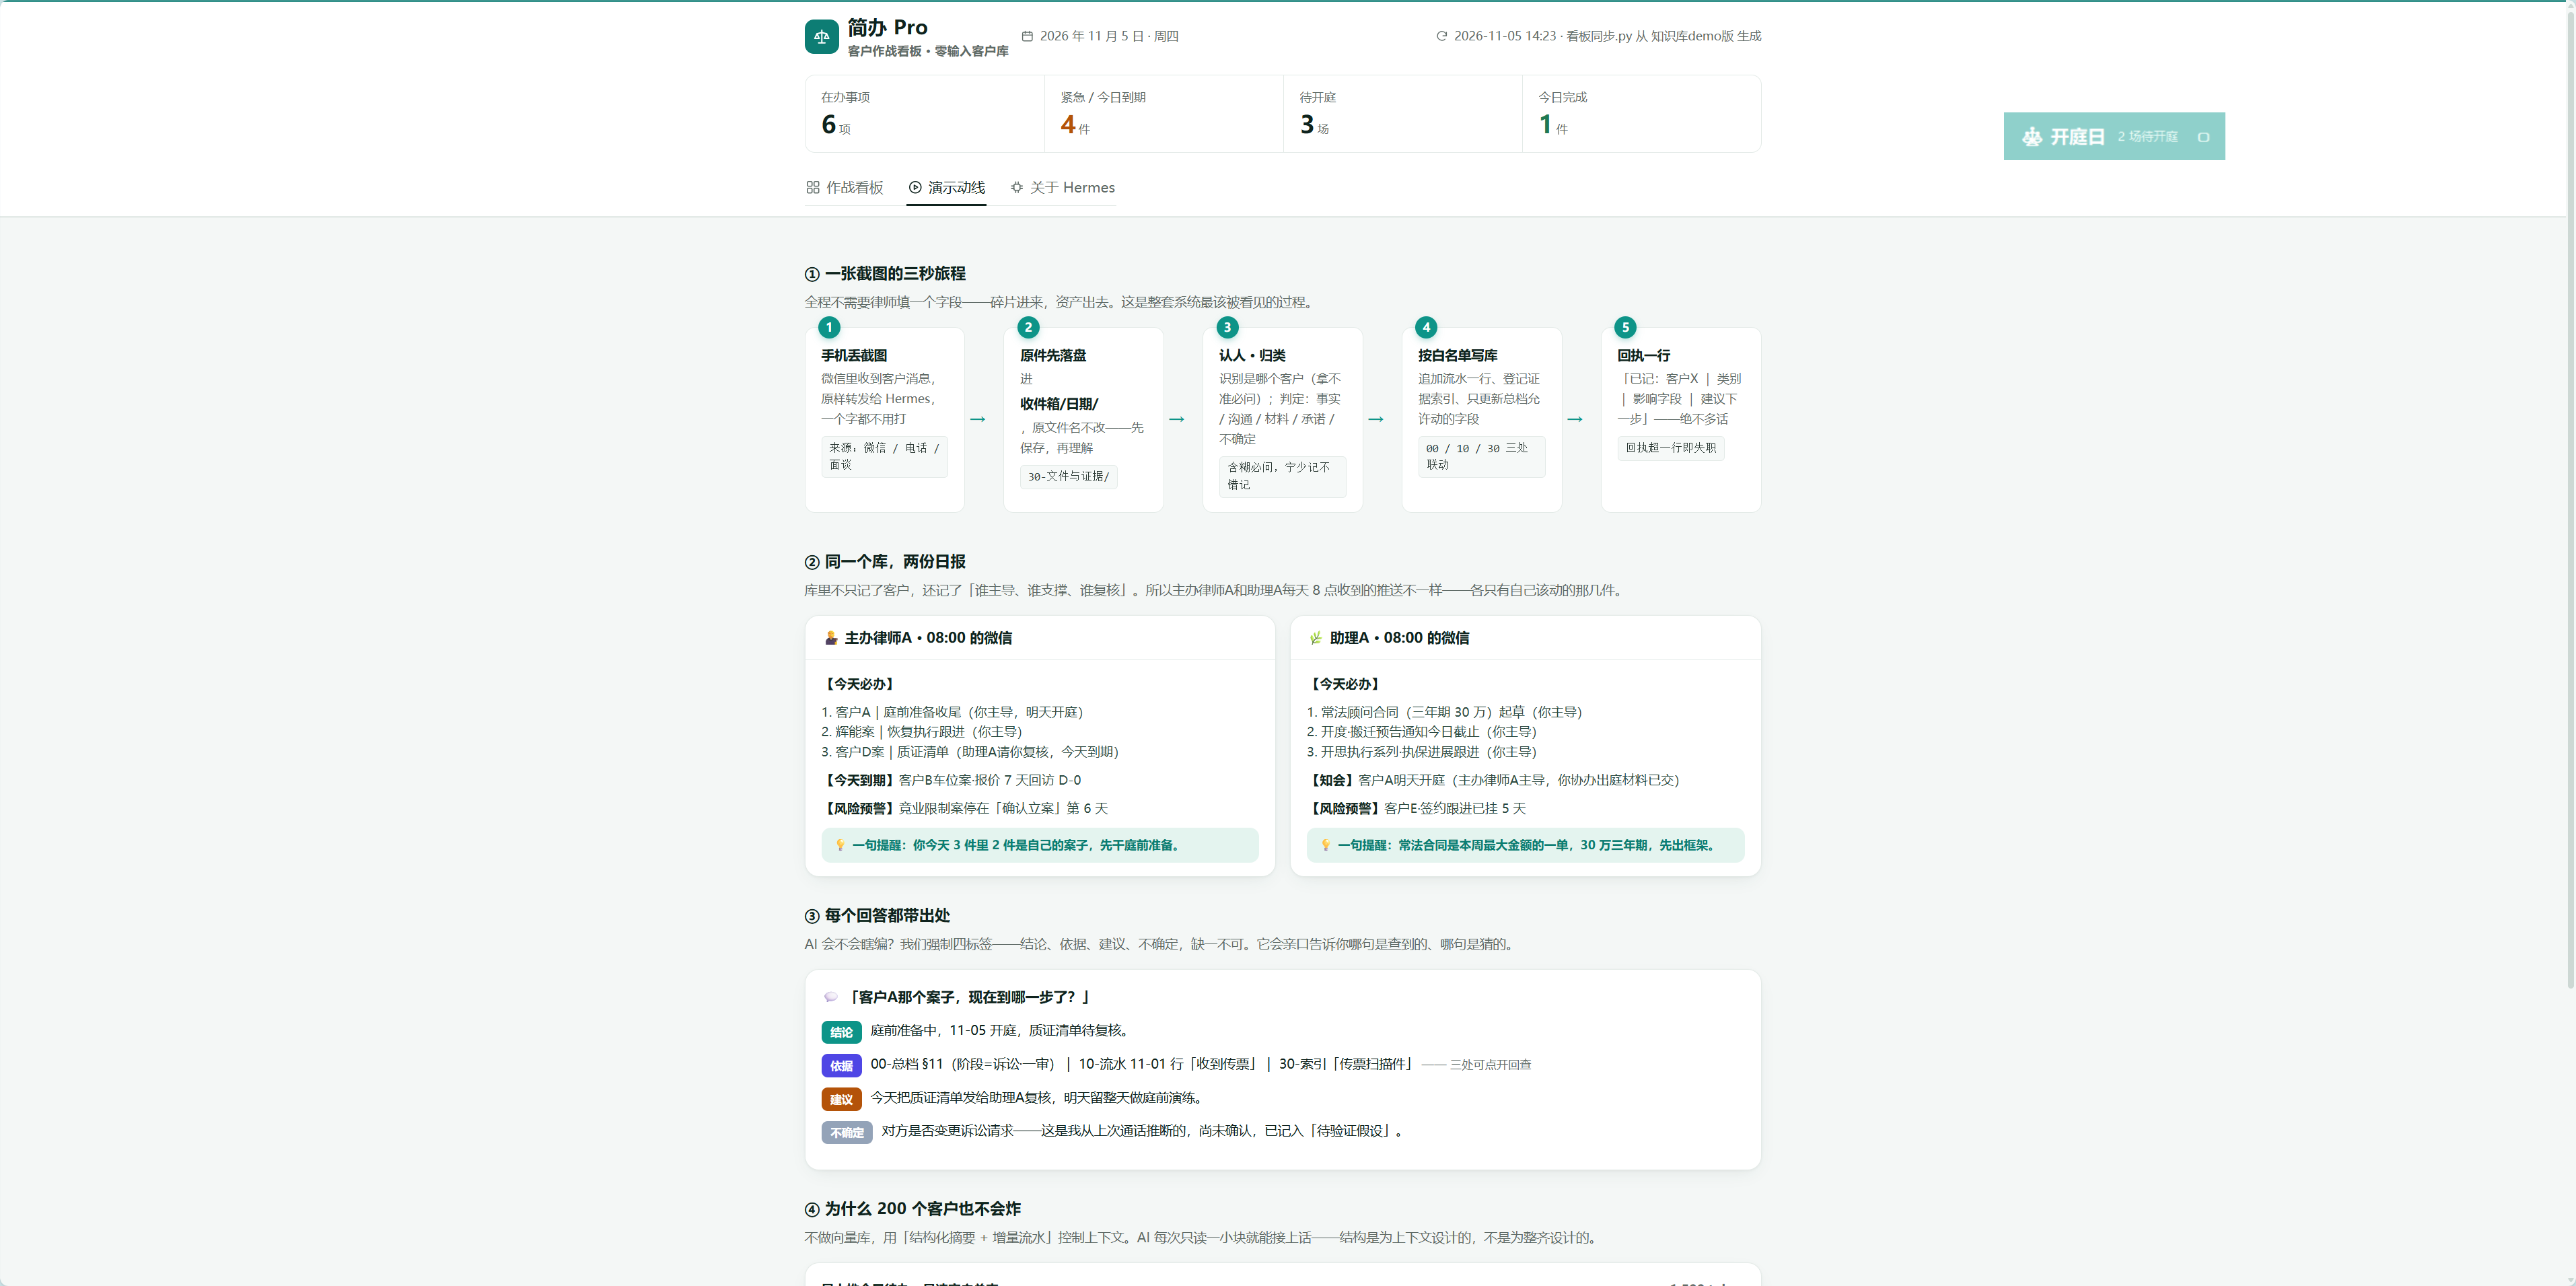 简办 Pro
客户作战看板 • 零输入客户库
2026 年 11 月 5 日 · 周四
2026-11-05 14:23 · 看板同步.py 从 知识库demo版 生成
在办事项
6 项
紧急 / 今日到期
4 件
待开庭
3 场
今日完成
1 件
开庭日 2 场待开庭
作战看板
演示动线
关于 Hermes
① 一张截图的三秒旅程
全程不需要律师填一个字段——碎片进来，资产出去。这是整套系统最该被看见的过程。
1
手机丢截图
微信里收到客户消息，
原样转发给 Hermes，
一个字都不用打
来源：微信 / 电话 /
面谈
→
2
原件先落盘
进
收件箱/日期/
，原文件名不改——先
保存，再理解
30-文件与证据/
→
3
认人 • 归类
识别是哪个客户（拿不
准必问）；判定：事实
/ 沟通 / 材料 / 承诺 /
不确定
含糊必问，宁少记不
错记
→
4
按白名单写库
追加流水一行、登记证
据索引、只更新总档允
许动的字段
00 / 10 / 30 三处
联动
→
5
回执一行
「已记：客户X ｜ 类别
｜ 影响字段 ｜ 建议下
一步」——绝不多话
回执超一行即失职
② 同一个库，两份日报
库里不只记了客户，还记了「谁主导、谁支撑、谁复核」。所以主办律师A和助理A每天 8 点收到的推送不一样——各只有自己该动的那几件。
主办律师A • 08:00 的微信
【今天必办】
1. 客户A｜庭前准备收尾（你主导，明天开庭）
2. 辉能案｜恢复执行跟进（你主导）
3. 客户D案｜质证清单（助理A请你复核，今天到期）
【今天到期】客户B车位案·报价 7 天回访 D-0
【风险预警】竞业限制案停在「确认立案」第 6 天
一句提醒：你今天 3 件里 2 件是自己的案子，先干庭前准备。
助理A • 08:00 的微信
【今天必办】
1. 常法顾问合同（三年期 30 万）起草（你主导）
2. 开度·搬迁预告通知今日截止（你主导）
3. 开思执行系列·执保进展跟进（你主导）
【知会】客户A明天开庭（主办律师A主导，你协办出庭材料已交）
【风险预警】客户E·签约跟进已挂 5 天
一句提醒：常法合同是本周最大金额的一单，30 万三年期，先出框架。
③ 每个回答都带出处
AI 会不会瞎编？我们强制四标签——结论、依据、建议、不确定，缺一不可。它会亲口告诉你哪句是查到的、哪句是猜的。
「客户A那个案子，现在到哪一步了？」
结论 庭前准备中，11-05 开庭，质证清单待复核。
依据 00-总档 §11（阶段=诉讼·一审）｜ 10-流水 11-01 行「收到传票」｜ 30-索引「传票扫描件」 —— 三处可点开回查
建议 今天把质证清单发给助理A复核，明天留整天做庭前演练。
不确定 对方是否变更诉讼请求——这是我从上次通话推断的，尚未确认，已记入「待验证假设」。
④ 为什么 200 个客户也不会炸
不做向量库，用「结构化摘要 + 增量流水」控制上下文。AI 每次只读一小块就能接上话——结构是为上下文设计的，不是为整齐设计的。